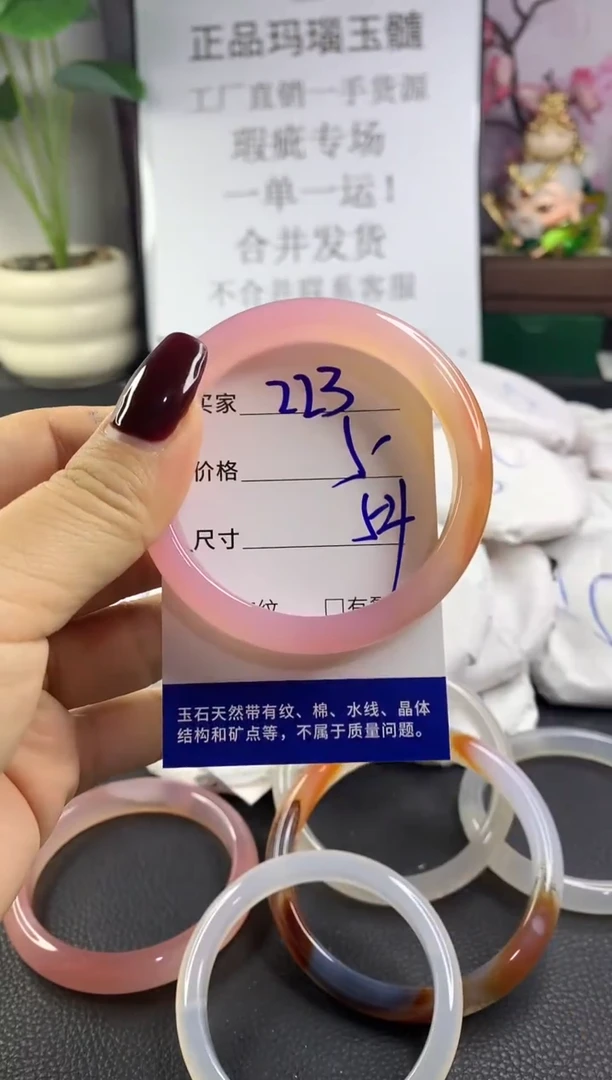 正品玛瑙玉髓
工厂直销一手货源
瑕疵专场
一单一运!
合并发货
不合并联系客服
买家 223
价格 5.
尺寸 54
纹 □有
玉石天然带有纹、棉、水线、晶体
结构和矿点等，不属于质量问题。